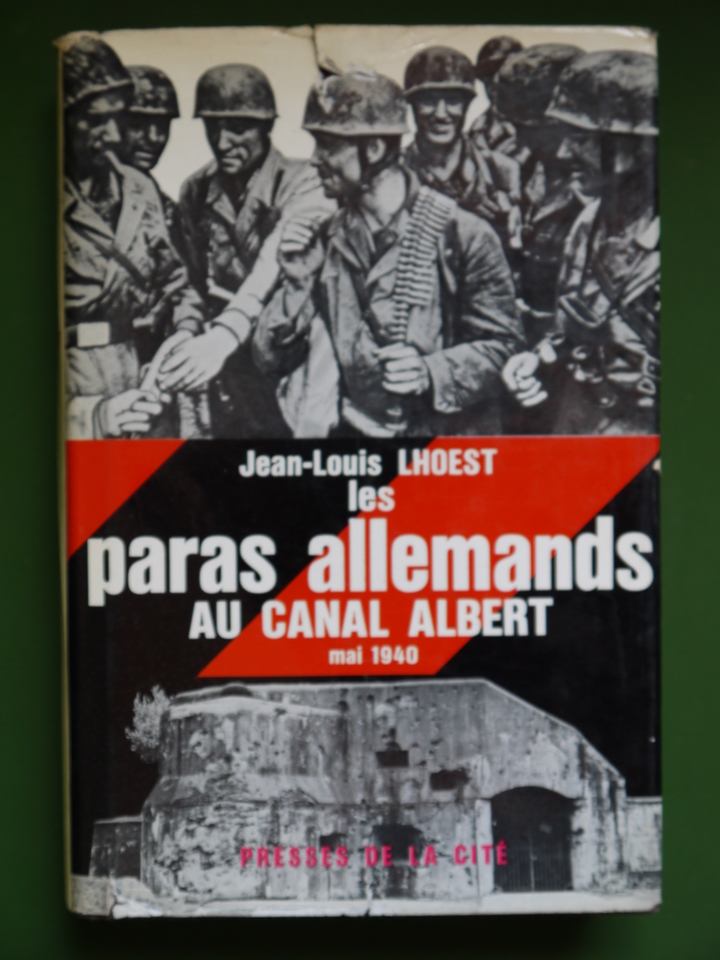 Jean-Louis LHOEST
les
paras allemands
AU CANAL ALBERT
mai 1940
PRESSES DE LA CITÉ